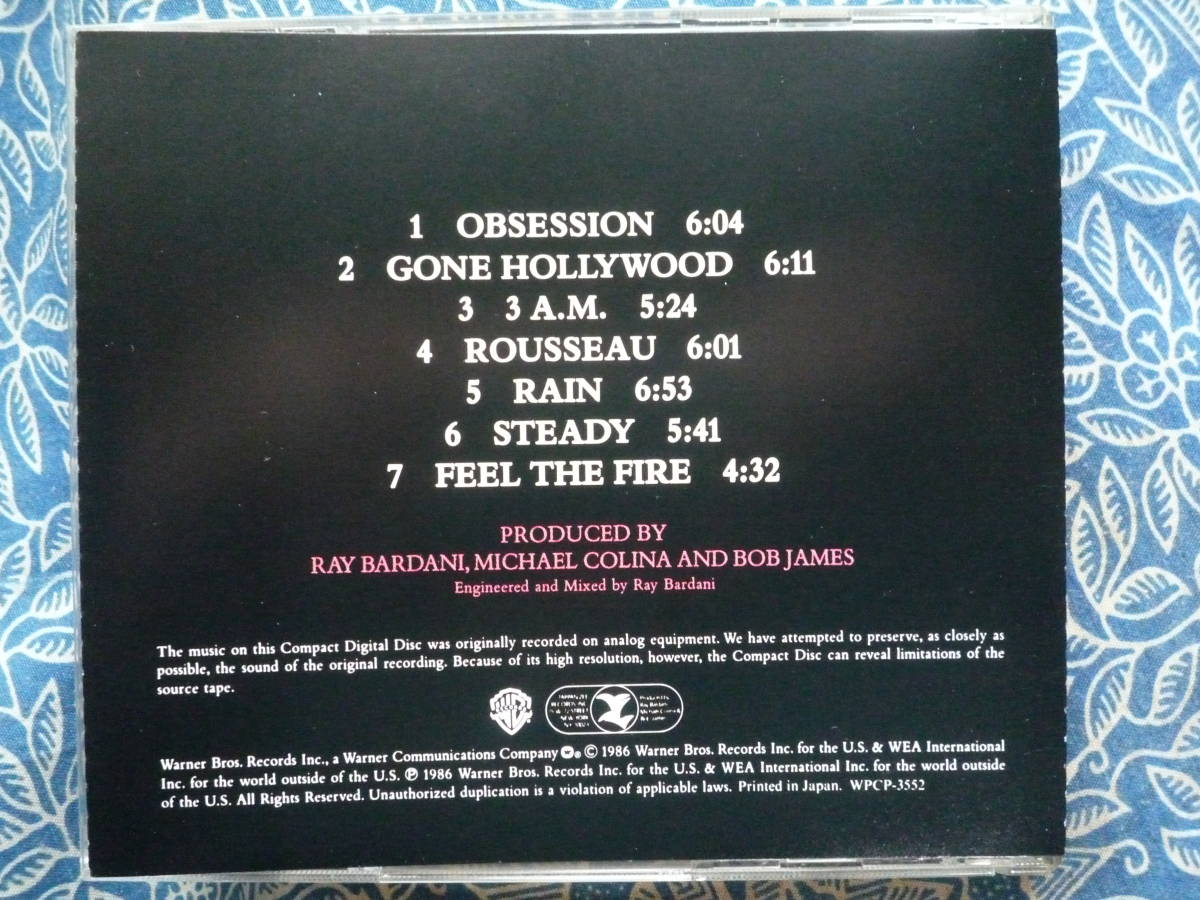 1 OBSESSION 6:04
2 GONE HOLLYWOOD 6:11
3 3 A.M. 5:24
4 ROUSSEAU 6:01
5 RAIN 6:53
6 STEADY 5:41
7 FEEL THE FIRE 4:32
PRODUCED BY
RAY BARDANI, MICHAEL COLINA AND BOB JAMES
Engineered and Mixed by Ray Bardani
The music on this Compact Digital Disc was originally recorded on analog equipment. We have attempted to preserve, as closely as
possible, the sound of the original recording. Because of its high resolution, however, the Compact Disc can reveal limitations of the
source tape.
Warner Bros. Records Inc., a Warner Communications Company ® © 1986 Warner Bros. Records Inc. for the U.S. & WEA International
Inc. for the world outside of the U.S. ℗ 1986 Warner Bros. Records Inc. for the U.S. & WEA International Inc. for the world outside
of the U.S. All Rights Reserved. Unauthorized duplication is a violation of applicable laws. Printed in Japan. WPCP-3552